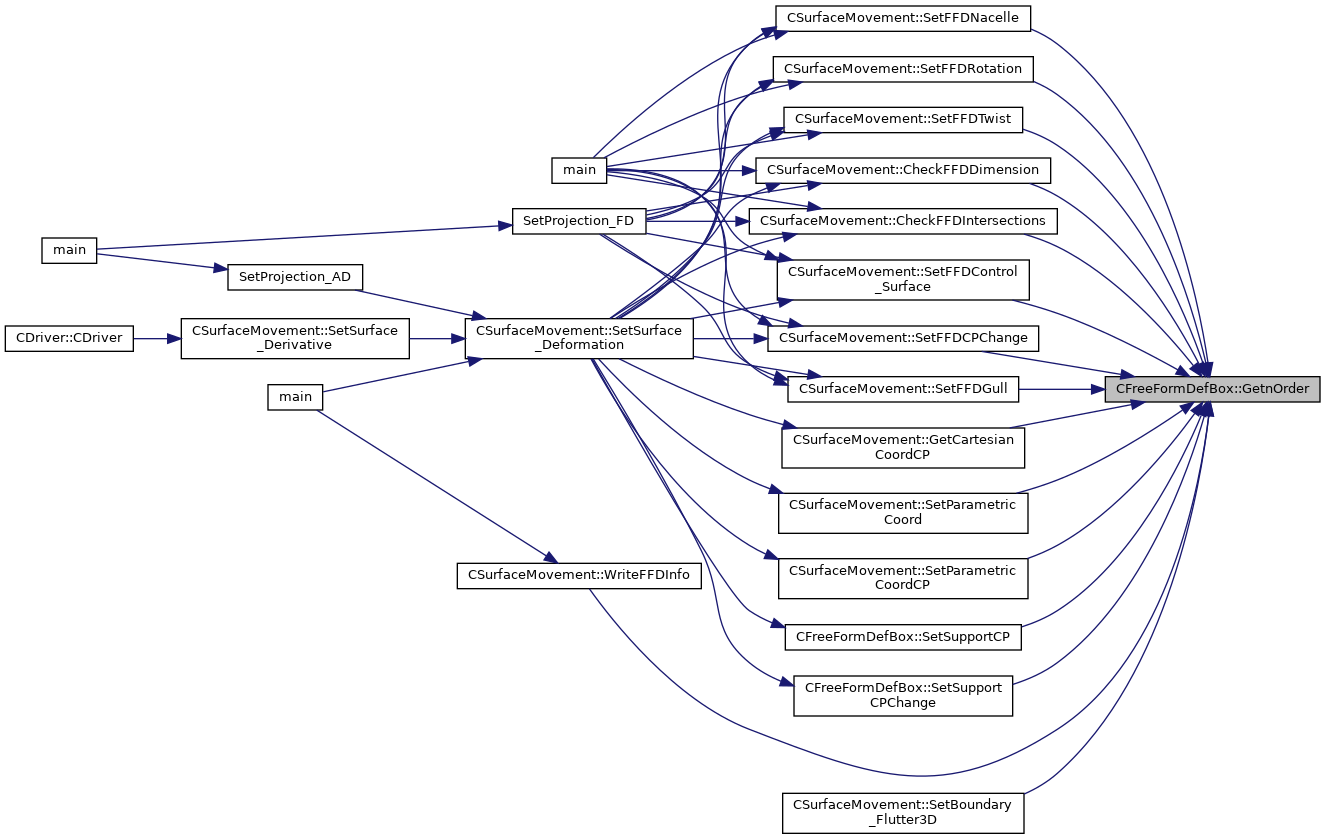 CSurfaceMovement::SetFFDNacelle
CSurfaceMovement::SetFFDRotation
CSurfaceMovement::SetFFDTwist
main
CSurfaceMovement::CheckFFDDimension
SetProjection_FD
CSurfaceMovement::CheckFFDIntersections
main
SetProjection_AD
CSurfaceMovement::SetFFDControl
_Surface
CDriver::CDriver
CSurfaceMovement::SetSurface
_Derivative
CSurfaceMovement::SetSurface
_Deformation
CSurfaceMovement::SetFFDCPChange
main
CSurfaceMovement::SetFFDGull
CFreeFormDefBox::GetnOrder
CSurfaceMovement::GetCartesian
CoordCP
CSurfaceMovement::SetParametric
Coord
CSurfaceMovement::WriteFFDInfo
CSurfaceMovement::SetParametric
CoordCP
CFreeFormDefBox::SetSupportCP
CFreeFormDefBox::SetSupport
CPChange
CSurfaceMovement::SetBoundary
_Flutter3D